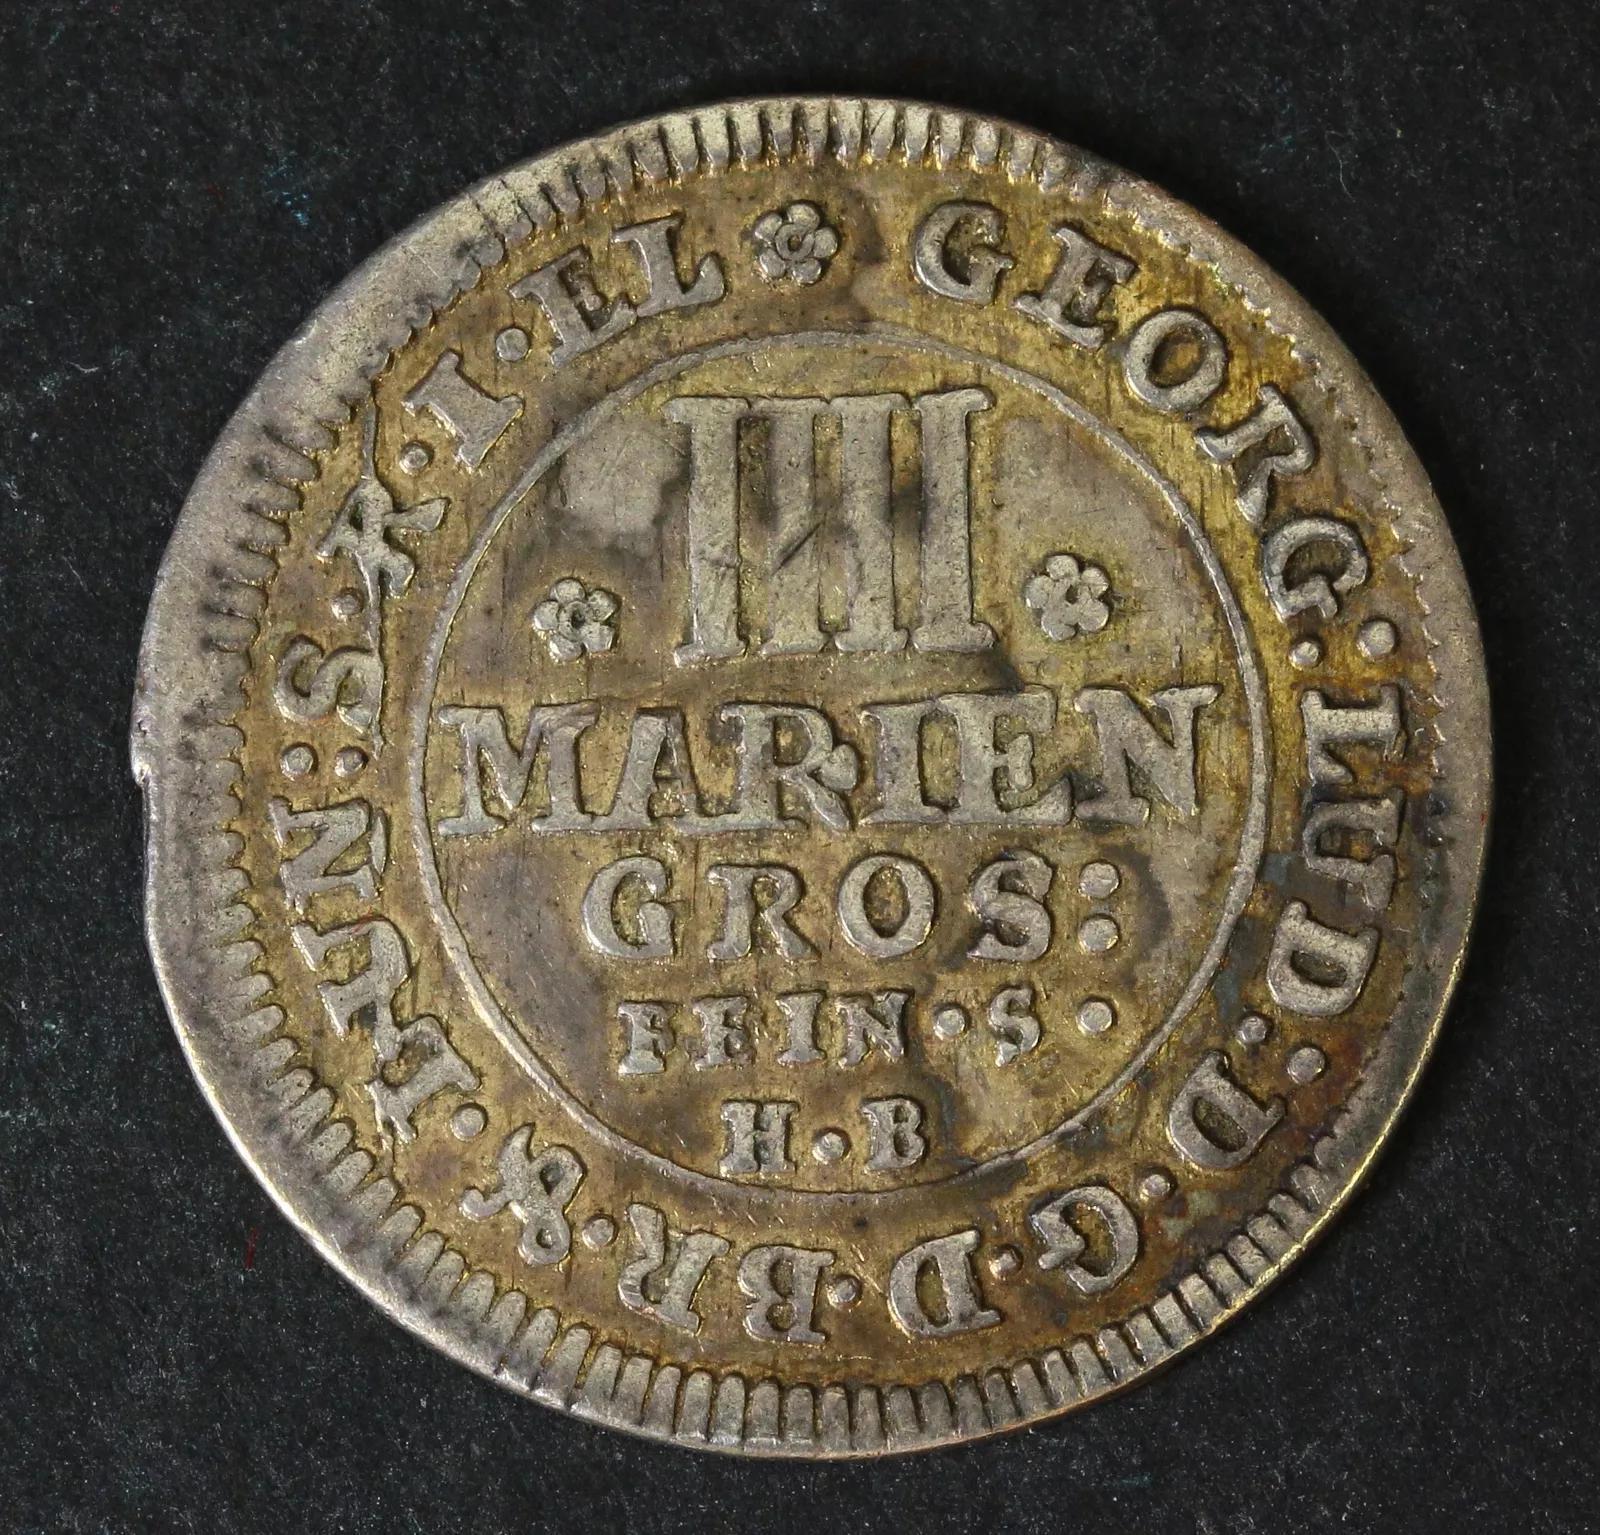 GEORG : LUD : D · G · D · BR · & · LUN : S · R · I · EL
IIII
MARIEN
GROS :
FEIN · S ·
H · B